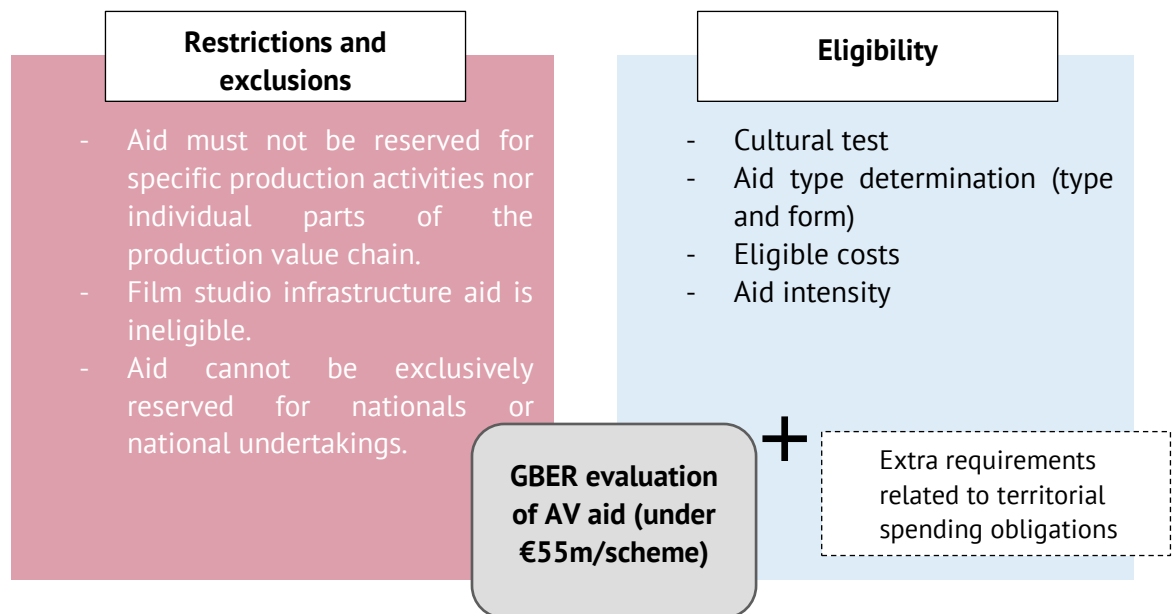 Restrictions and
exclusions
- Aid must not be reserved for
specific production activities nor
individual parts of the
production value chain.
- Film studio infrastructure aid is
ineligible.
- Aid cannot be exclusively
reserved for nationals or
national undertakings.
Eligibility
- Cultural test
- Aid type determination (type
and form)
- Eligible costs
- Aid intensity
+
Extra requirements
related to territorial
spending obligations
GBER evaluation
of AV aid (under
€55m/scheme)